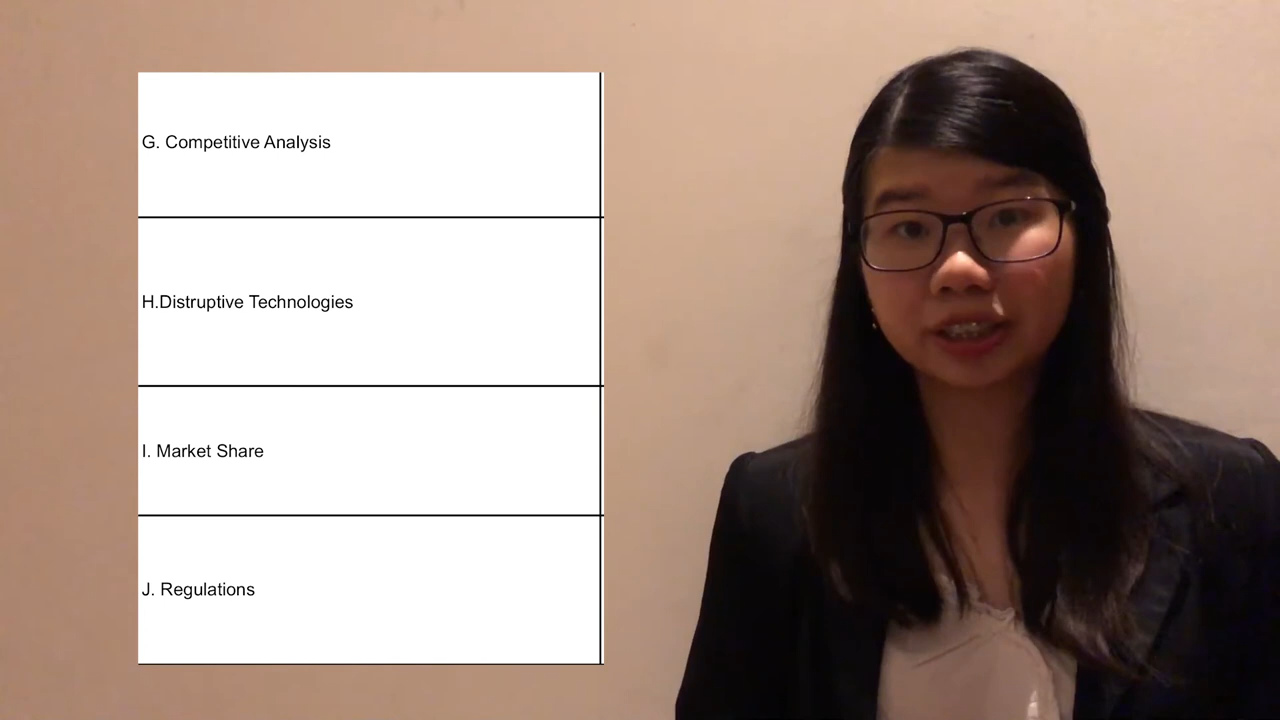 G. Competitive Analysis
H.Distruptive Technologies
I. Market Share
J. Regulations